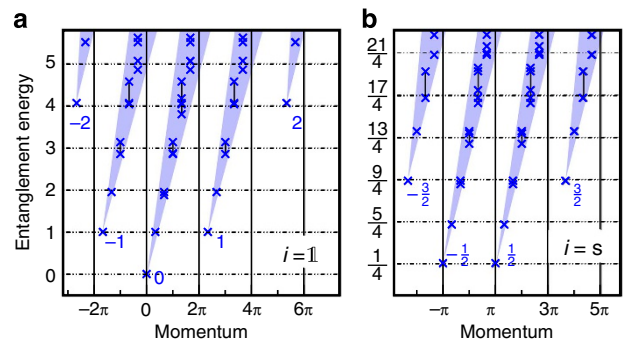 a
Entanglement energy
5
4
3
2
1
0
−2
−1
0
1
2
i = 𝟙
−2π 0 2π 4π 6π
Momentum
b
21/4
17/4
13/4
9/4
5/4
1/4
−3/2
−1/2
1/2
3/2
i = s
−π π 3π 5π
Momentum